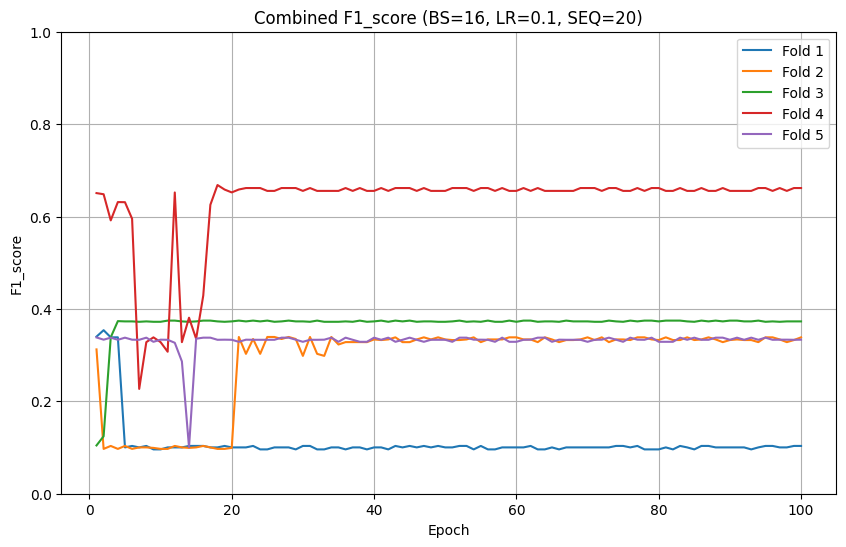 Combined F1_score (BS=16, LR=0.1, SEQ=20)
Fold 1
Fold 2
Fold 3
Fold 4
Fold 5
1.0
0.8
0.6
0.4
0.2
0.0
F1_score
0 20 40 60 80 100
Epoch